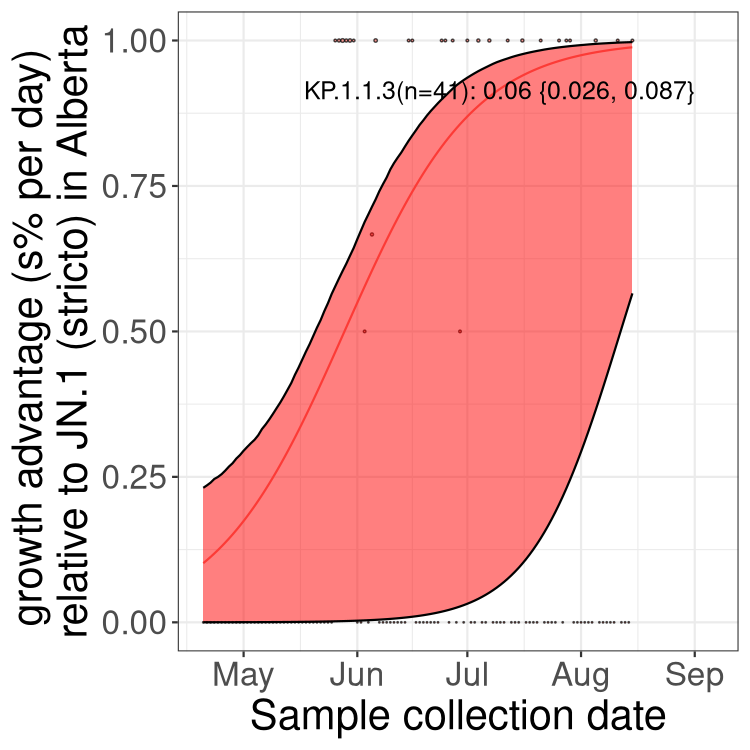 growth advantage (s% per day)
relative to JN.1 (stricto) in Alberta
1.00
0.75
0.50
0.25
0.00
KP.1.1.3(n=41): 0.06 {0.026, 0.087}
May Jun Jul Aug Sep
Sample collection date